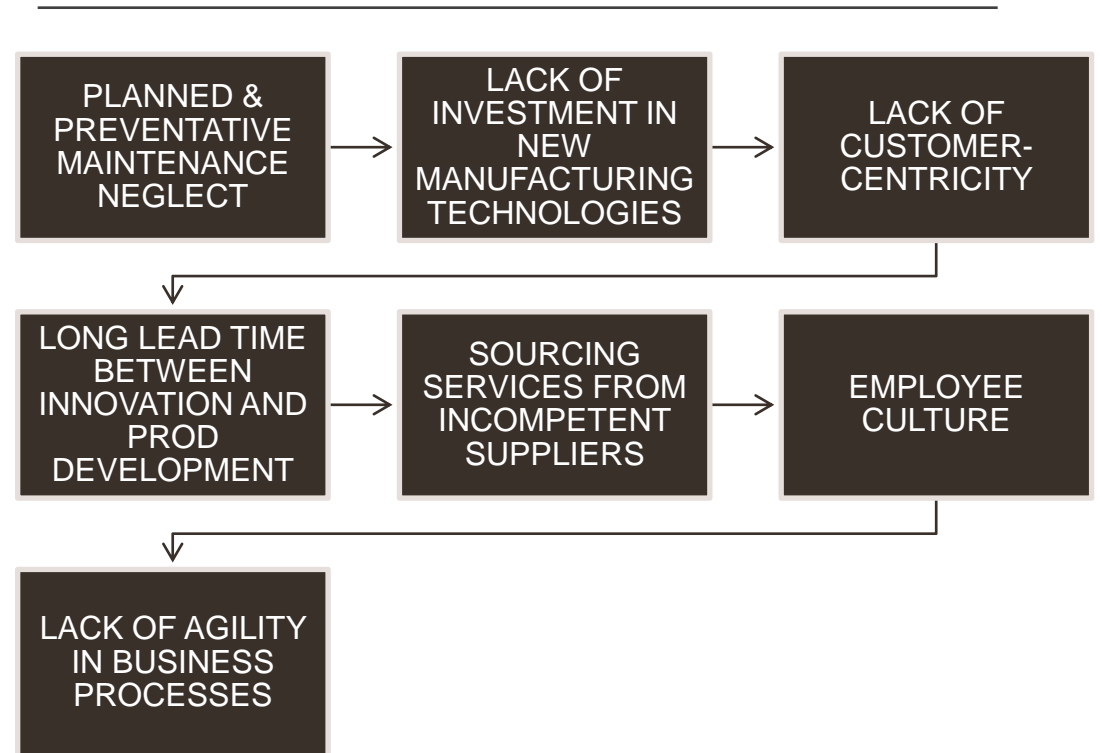 PLANNED &
PREVENTATIVE
MAINTENANCE
NEGLECT
LACK OF
INVESTMENT IN
NEW
MANUFACTURING
TECHNOLOGIES
LACK OF
CUSTOMER-
CENTRICITY
LONG LEAD TIME
BETWEEN
INNOVATION AND
PROD
DEVELOPMENT
SOURCING
SERVICES FROM
INCOMPETENT
SUPPLIERS
EMPLOYEE
CULTURE
LACK OF AGILITY
IN BUSINESS
PROCESSES